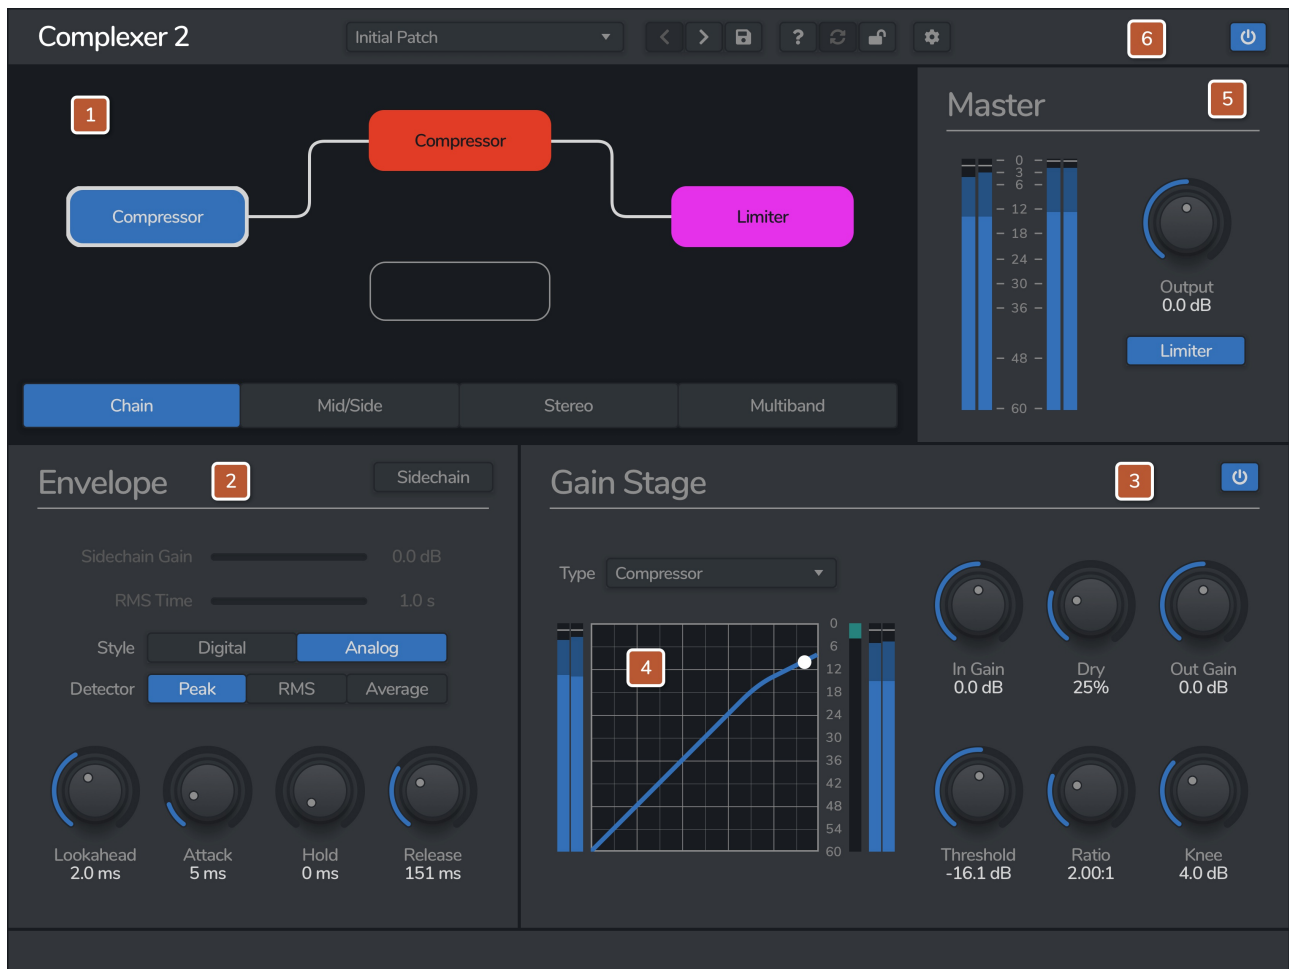 Complexer 2
Initial Patch
?
6
1
Compressor
Compressor
Limiter
Chain
Mid/Side
Stereo
Multiband
Master
5
0
3
6
12
18
24
30
36
48
60
Output
0.0 dB
Limiter
Envelope
2
Sidechain
Sidechain Gain
0.0 dB
RMS Time
1.0 s
Style
Digital
Analog
Detector
Peak
RMS
Average
Lookahead
2.0 ms
Attack
5 ms
Hold
0 ms
Release
151 ms
Gain Stage
3
Type
Compressor
4
0
6
12
18
24
30
36
42
48
54
60
In Gain
0.0 dB
Dry
25%
Out Gain
0.0 dB
Threshold
-16.1 dB
Ratio
2.00:1
Knee
4.0 dB